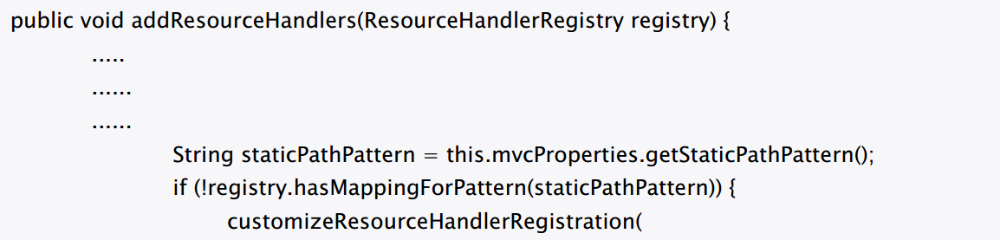 public void addResourceHandlers(ResourceHandlerRegistry registry) {
.....
......
......
String staticPathPattern = this.mvcProperties.getStaticPathPattern();
if (!registry.hasMappingForPattern(staticPathPattern)) {
customizeResourceHandlerRegistration(